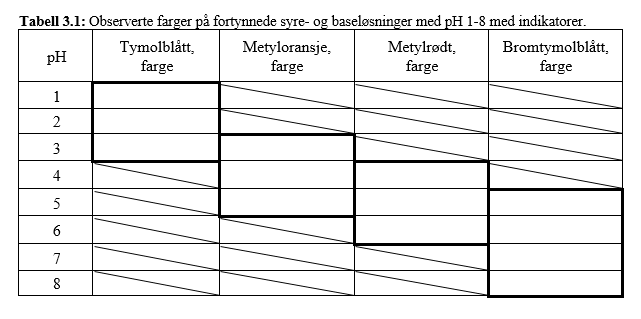 Tabell 3.1: Observerte farger på fortynnede syre- og baseløsninger med pH 1-8 med indikatorer.
pH Tymolblått, Metyloransje, Metylrødt, Bromtymolblått,
farge farge farge farge
1
2
3
4
5
6
7
8